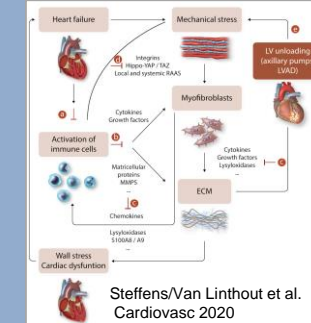 Heart failure
Mechanical stress
e
d
Integrins
Hippo-YAP / TAZ
Local and systemic RAAS
LV unloading
(axillary pumps
LVAD)
a
Myofibroblasts
Cytokines
Growth factors
Activation of
immune cells
b
Matricellular
proteins
MMPS
...
c
Chemokines
Cytokines
Growth factors
Lysyloxidases
...
c
ECM
Lysyloxidases
S100A8 / A9
...
Wall stress
Cardiac dysfuntion
Steffens/Van Linthout et al.
Cardiovasc 2020